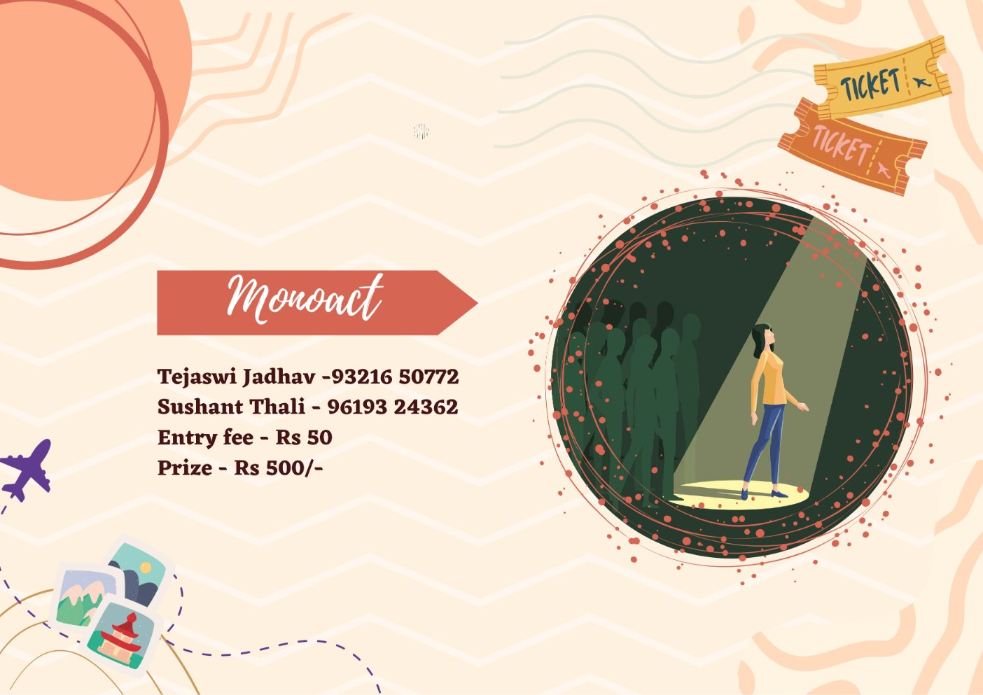 TICKET
TICKET
Monoact
Tejaswi Jadhav -93216 50772
Sushant Thali - 96193 24362
Entry fee - Rs 50
Prize - Rs 500/-